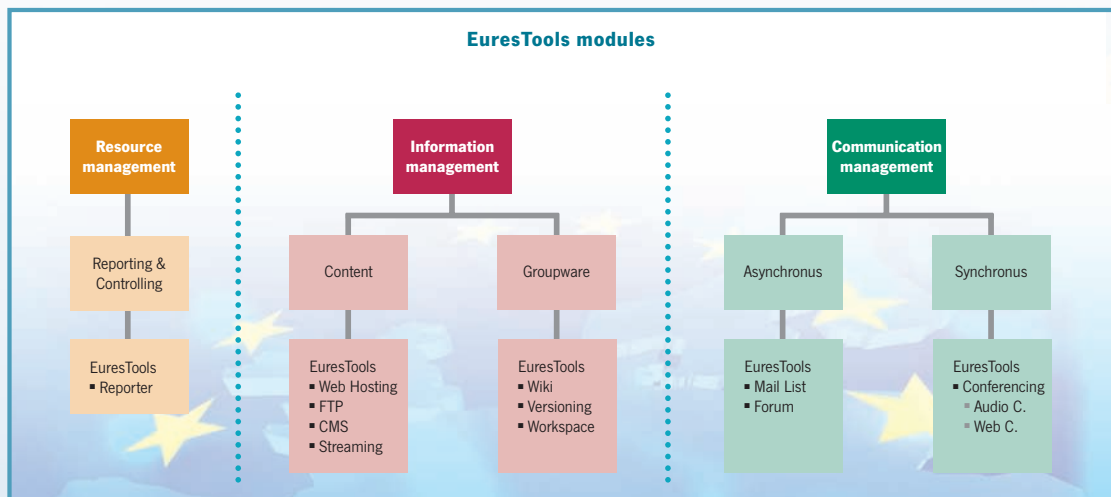 EuresTools modules
Resource
management
Reporting &
Controlling
EuresTools
▪ Reporter
Information
management
Content
EuresTools
▪ Web Hosting
▪ FTP
▪ CMS
▪ Streaming
Groupware
EuresTools
▪ Wiki
▪ Versioning
▪ Workspace
Communication
management
Asynchronus
EuresTools
▪ Mail List
▪ Forum
Synchronus
EuresTools
▪ Conferencing
▪ Audio C.
▪ Web C.